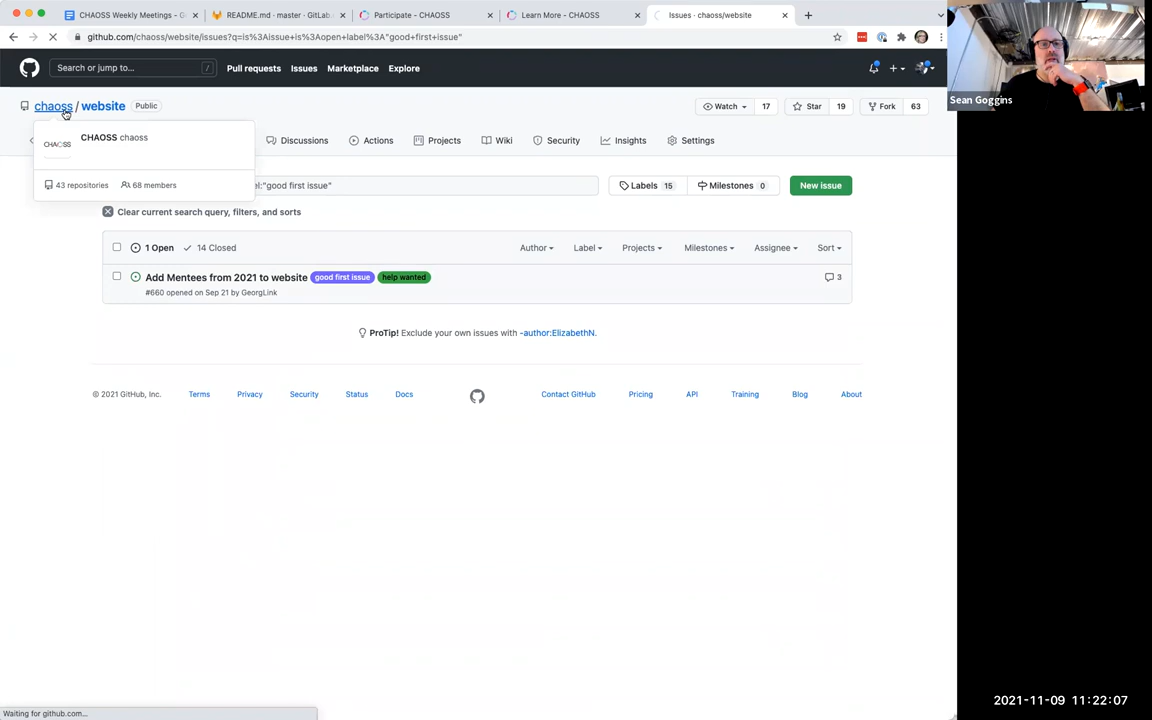 CHAOSS Weekly Meetings - G
README.md · master · GitLab
Participate - CHAOSS
Learn More - CHAOSS
Issues · chaoss/website
github.com/chaoss/website/issues?q=is%3Aissue+is%3Aopen+label%3A"good+first+issue"
Search or jump to...
/
Pull requests
Issues
Marketplace
Explore
Sean Goggins
chaoss / website
Public
Watch
17
Star
19
Fork
63
CHAOSS chaoss
CHAOSS
43 repositories
68 members
Discussions
Actions
Projects
Wiki
Security
Insights
Settings
el:"good first issue"
Labels
15
Milestones
0
New issue
Clear current search query, filters, and sorts
1 Open
14 Closed
Author
Label
Projects
Milestones
Assignee
Sort
Add Mentees from 2021 to website
good first issue
help wanted
3
#660 opened on Sep 21 by GeorgLink
ProTip! Exclude your own issues with -author:ElizabethN.
© 2021 GitHub, Inc.
Terms
Privacy
Security
Status
Docs
Contact GitHub
Pricing
API
Training
Blog
About
2021-11-09 11:22:07
Waiting for github.com...